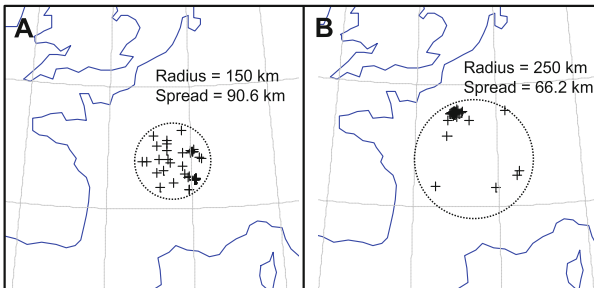 A
Radius = 150 km
Spread = 90.6 km
B
Radius = 250 km
Spread = 66.2 km